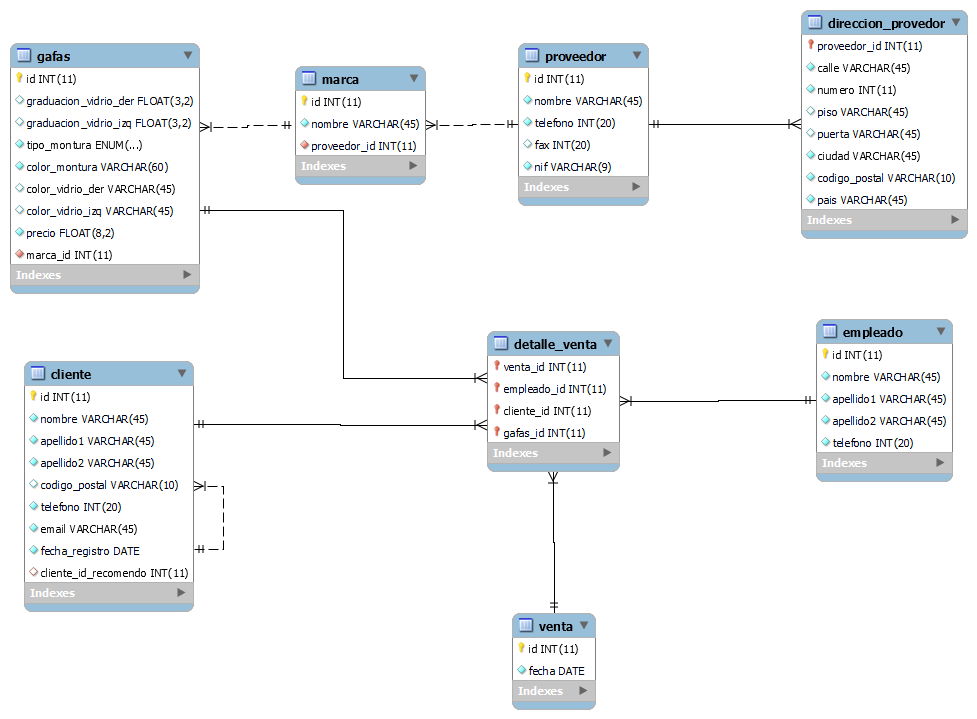 gafas
id INT(11)
graduacion_vidrio_der FLOAT(3,2)
graduacion_vidrio_izq FLOAT(3,2)
tipo_montura ENUM(...)
color_montura VARCHAR(60)
color_vidrio_der VARCHAR(45)
color_vidrio_izq VARCHAR(45)
precio FLOAT(8,2)
marca_id INT(11)
Indexes
marca
id INT(11)
nombre VARCHAR(45)
proveedor_id INT(11)
Indexes
proveedor
id INT(11)
nombre VARCHAR(45)
telefono INT(20)
fax INT(20)
nif VARCHAR(9)
Indexes
direccion_provedor
proveedor_id INT(11)
calle VARCHAR(45)
numero INT(11)
piso VARCHAR(45)
puerta VARCHAR(45)
ciudad VARCHAR(45)
codigo_postal VARCHAR(10)
pais VARCHAR(45)
Indexes
cliente
id INT(11)
nombre VARCHAR(45)
apellido1 VARCHAR(45)
apellido2 VARCHAR(45)
codigo_postal VARCHAR(10)
telefono INT(20)
email VARCHAR(45)
fecha_registro DATE
cliente_id_recomendo INT(11)
Indexes
detalle_venta
venta_id INT(11)
empleado_id INT(11)
cliente_id INT(11)
gafas_id INT(11)
Indexes
empleado
id INT(11)
nombre VARCHAR(45)
apellido1 VARCHAR(45)
apellido2 VARCHAR(45)
telefono INT(20)
Indexes
venta
id INT(11)
fecha DATE
Indexes